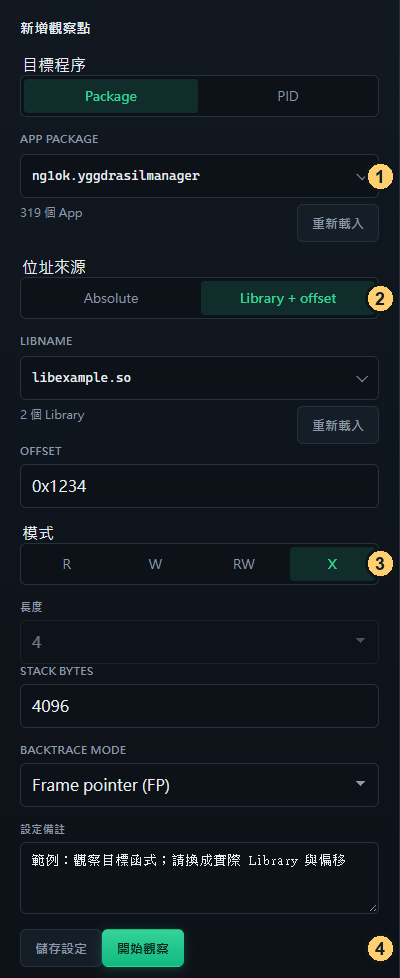 新增觀察點
目標程序
Package PID
APP PACKAGE
ng1ok.yggdrasilmanager 1
319 個 App
重新載入
位址來源
Absolute Library + offset 2
LIBNAME
libexample.so
2 個 Library
重新載入
OFFSET
0x1234
模式
R W RW X 3
長度
4
STACK BYTES
4096
BACKTRACE MODE
Frame pointer (FP)
設定備註
範例：觀察目標函式；請換成實際 Library 與偏移
儲存設定 開始觀察 4